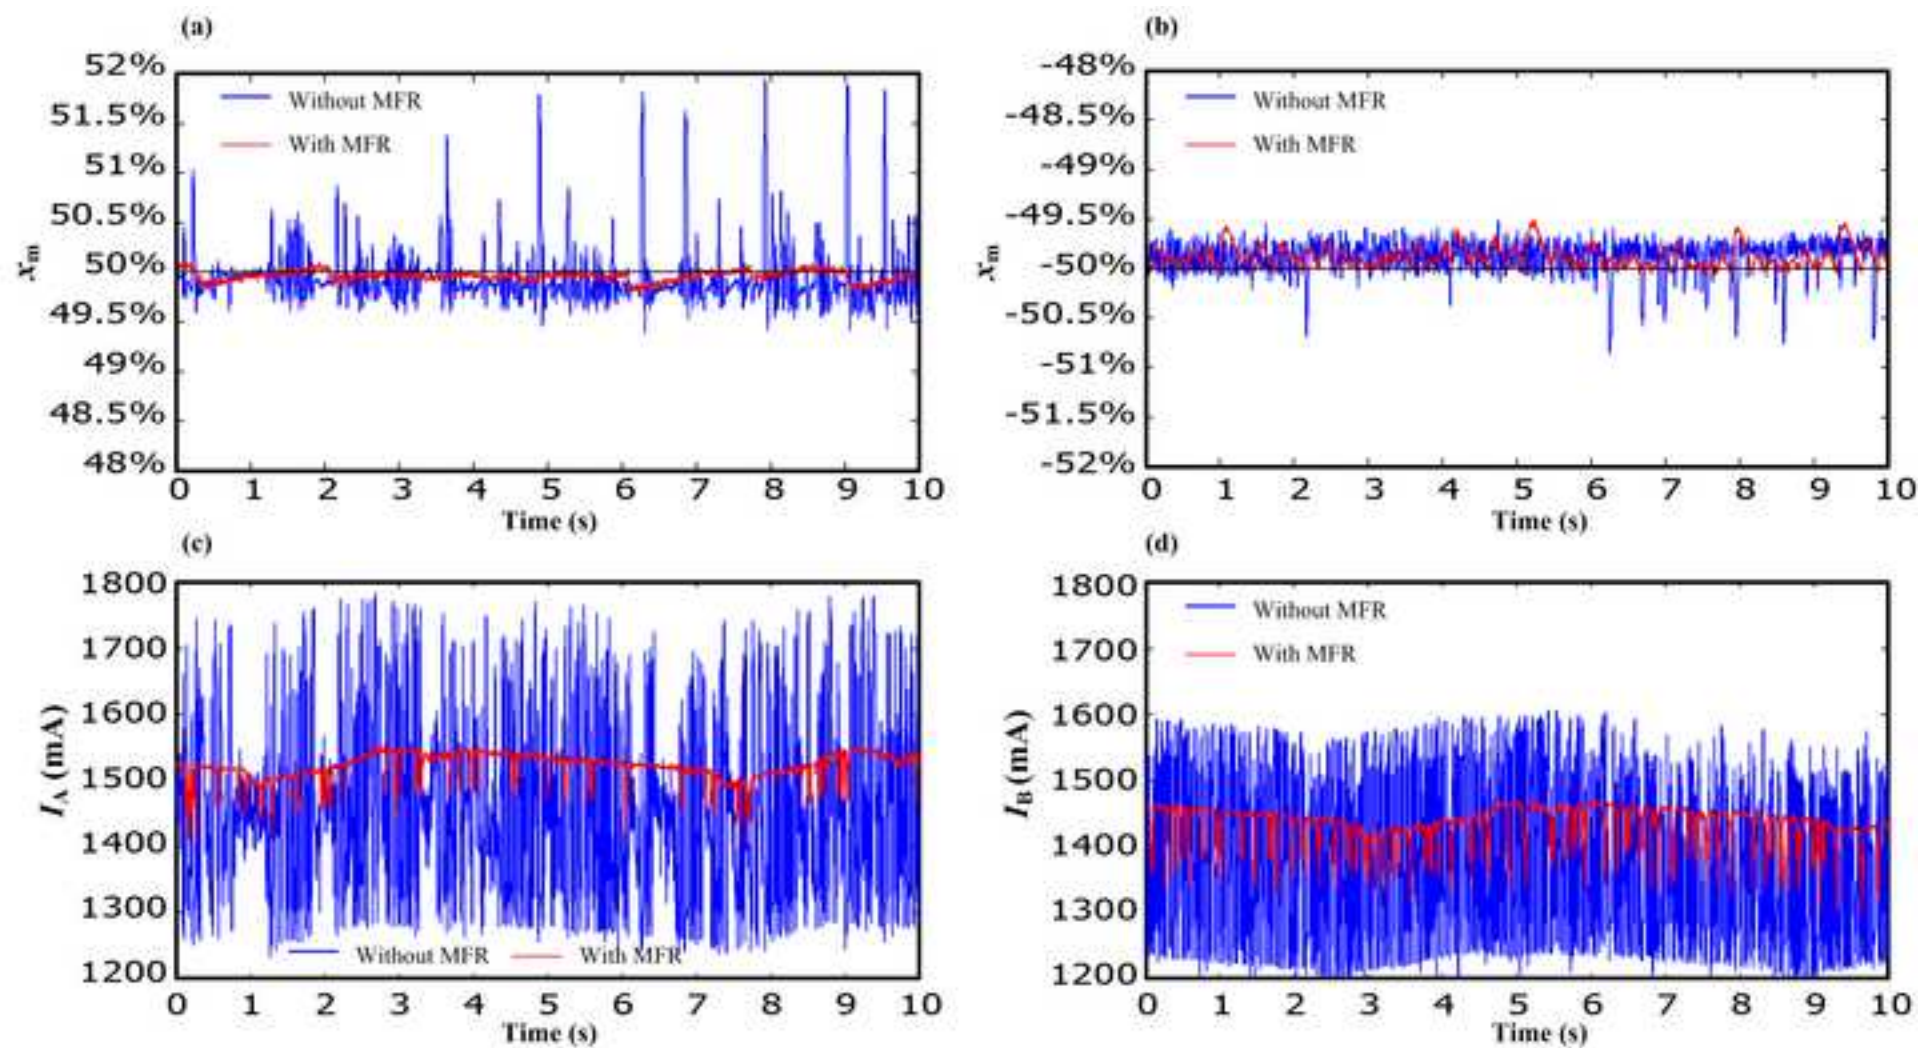 (a)
52%
51.5%
51%
50.5%
50%
49.5%
49%
48.5%
48%
x_m
Without MFR
With MFR
0 1 2 3 4 5 6 7 8 9 10
Time (s)
(b)
-48%
-48.5%
-49%
-49.5%
-50%
-50.5%
-51%
-51.5%
-52%
x_m
Without MFR
With MFR
0 1 2 3 4 5 6 7 8 9 10
Time (s)
(c)
1800
1700
1600
1500
1400
1300
1200
I_A (mA)
Without MFR With MFR
0 1 2 3 4 5 6 7 8 9 10
Time (s)
(d)
1800
1700
1600
1500
1400
1300
1200
I_B (mA)
Without MFR
With MFR
0 1 2 3 4 5 6 7 8 9 10
Time (s)